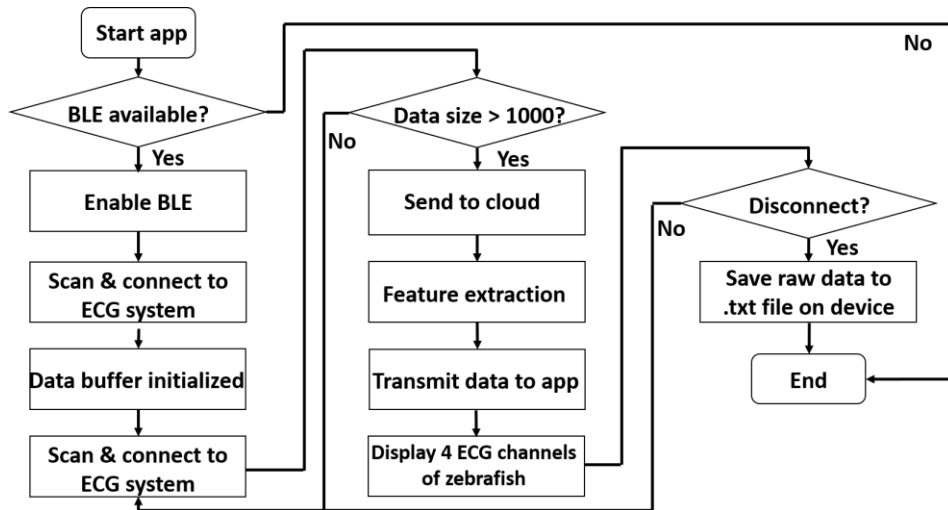 Start app
BLE available?
Yes
Enable BLE
Scan & connect to
ECG system
Data buffer initialized
Scan & connect to
ECG system
Data size > 1000?
No
Yes
Send to cloud
Feature extraction
Transmit data to app
Display 4 ECG channels
of zebrafish
No
Disconnect?
No
Yes
Save raw data to
.txt file on device
End